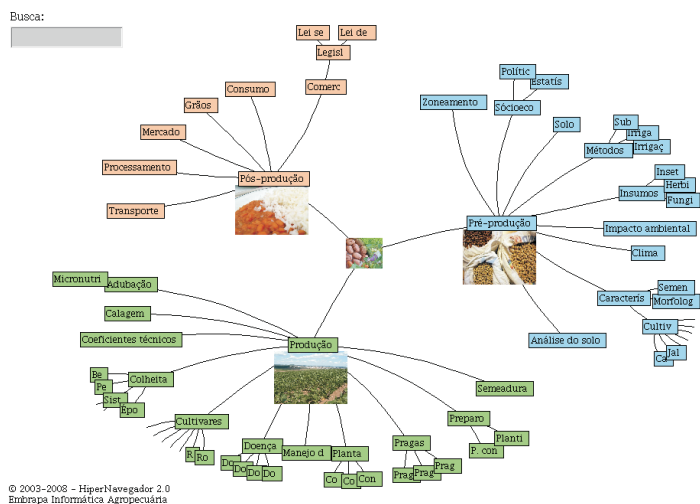 Busca:
Lei se
Lei de
Legisl
Comerc
Consumo
Grãos
Mercado
Processamento
Transporte
Pós-produção
Zoneamento
Polític
Estatís
Sócioeco
Solo
Sub
Irriga
Irrigaç
Métodos
Inset
Herbi
Fungi
Insumos
Pré-produção
Impacto ambiental
Clima
Semen
Morfolog
Caracterís
Cultiv
Jal
Ca
Análise do solo
Micronutri
Adubação
Calagem
Coeficientes técnicos
Produção
Be
Pe
Sist
Epo
Colheita
Cultivares
R
Ro
Doença
Do
Do
Do
Do
Manejo d
Planta
Co
Co
Con
Pragas
Prag
Prag
Prag
Semeadura
Preparo
Planti
P. con
© 2003-2008 - HiperNavegador 2.0
Embrapa Informática Agropecuária